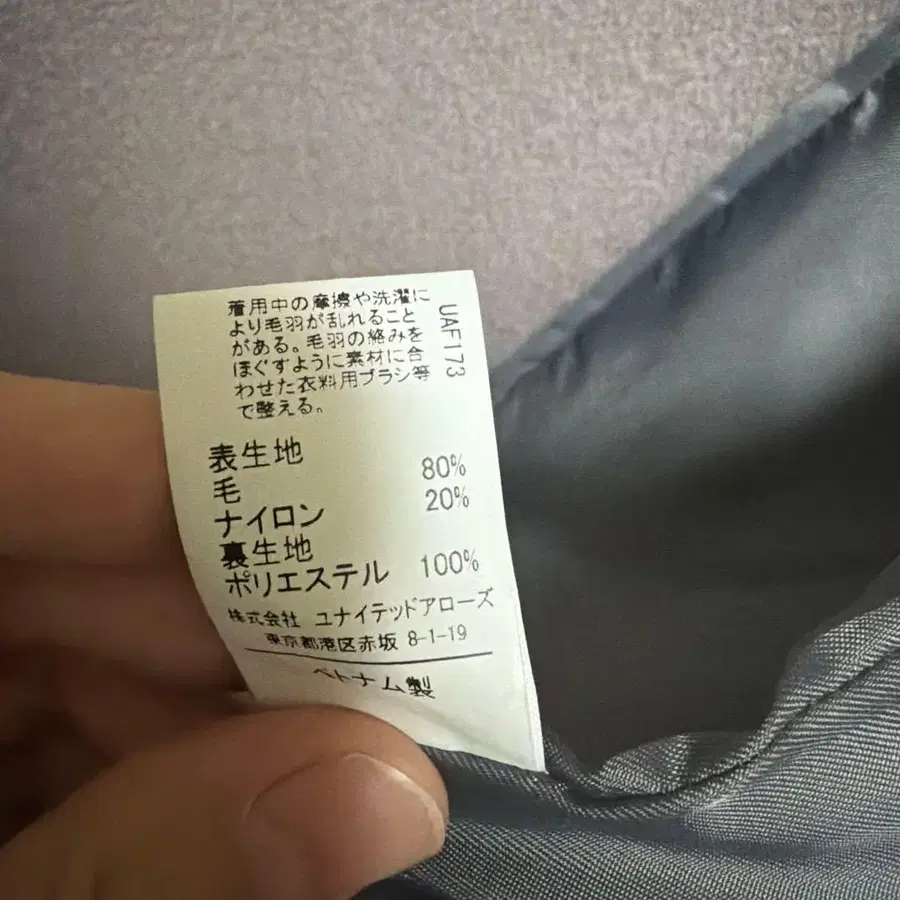 着用中の摩擦や洗濯に
より毛羽が乱れること
がある。毛羽の絡みを
ほぐすように素材に合
わせた衣料用ブラシ等
で整える。
UAF173
表生地
毛 80%
ナイロン 20%
裏生地
ポリエステル 100%
株式会社 ユナイテッドアローズ
東京都港区赤坂 8-1-19
ベトナム製